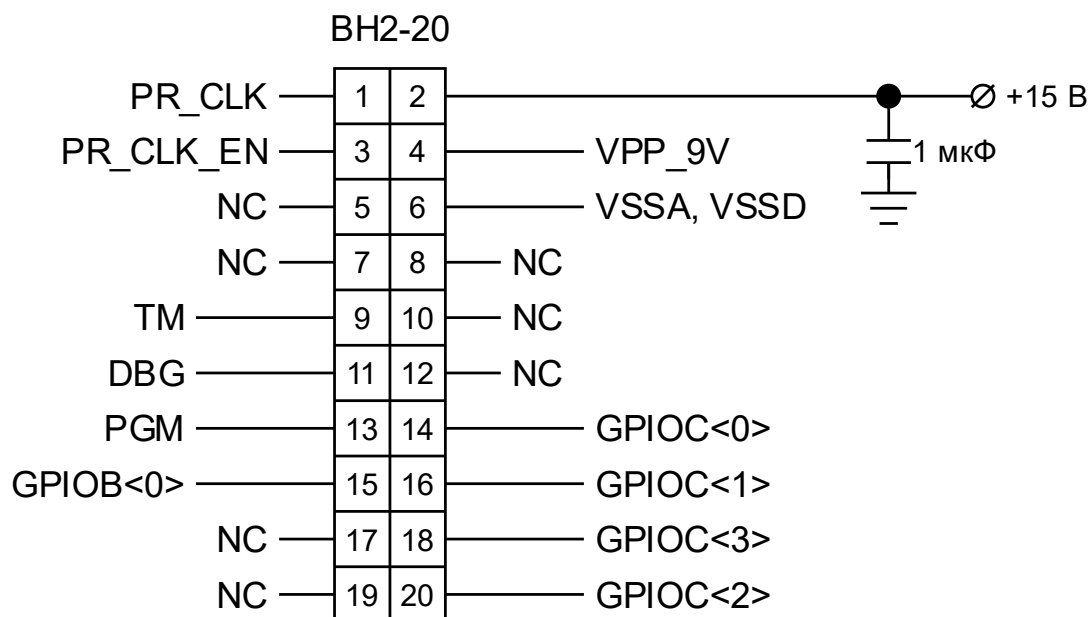 BH2-20
PR_CLK 1 2 +15 В
PR_CLK_EN 3 4 VPP_9V 1 мкФ
NC 5 6 VSSA, VSSD
NC 7 8 NC
TM 9 10 NC
DBG 11 12 NC
PGM 13 14 GPIOC<0>
GPIOB<0> 15 16 GPIOC<1>
NC 17 18 GPIOC<3>
NC 19 20 GPIOC<2>